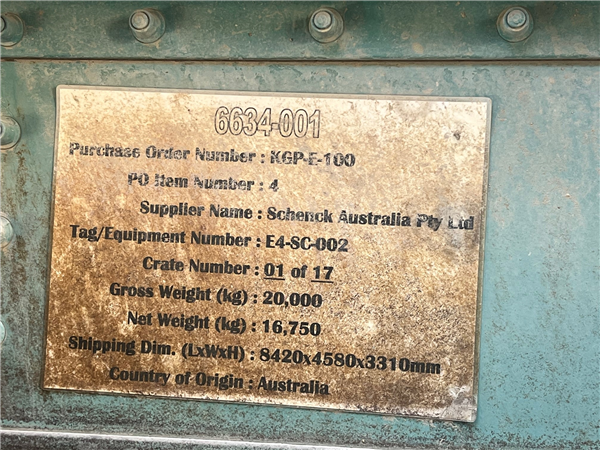 6634-001
Purchase Order Number : KGP-E-100
PO Item Number : 4
Supplier Name : Schenck Australia Pty Ltd
Tag/Equipment Number : E4-SC-002
Crate Number : 01 of 17
Gross Weight (kg) : 20,000
Net Weight (kg) : 16,750
Shipping Dim. (LxWxH) : 8420x4580x3310mm
Country of Origin : Australia